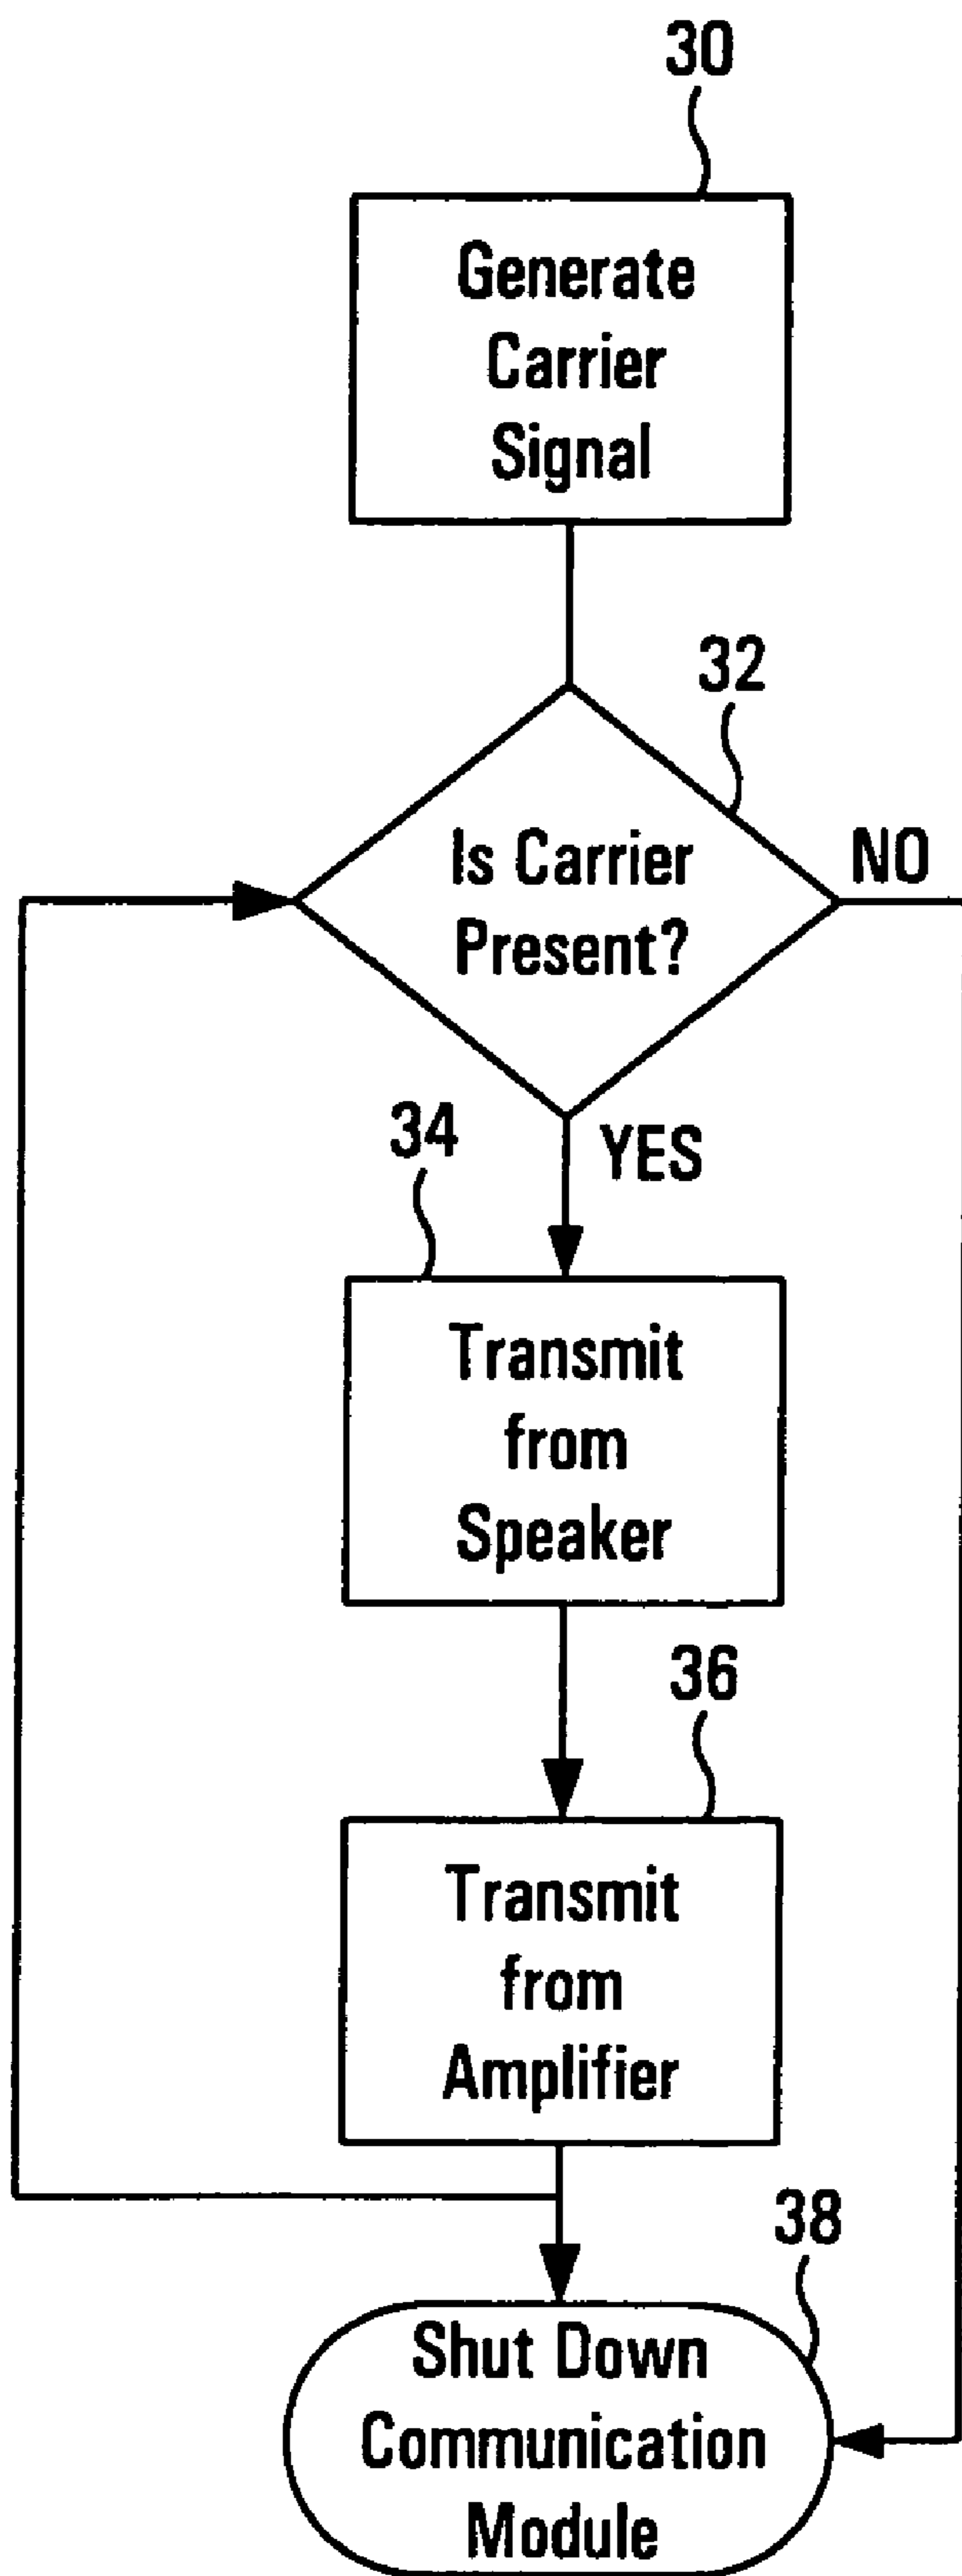 30
Generate
Carrier
Signal
32
Is Carrier
Present?
NO
YES
34
Transmit
from
Speaker
36
Transmit
from
Amplifier
38
Shut Down
Communication
Module